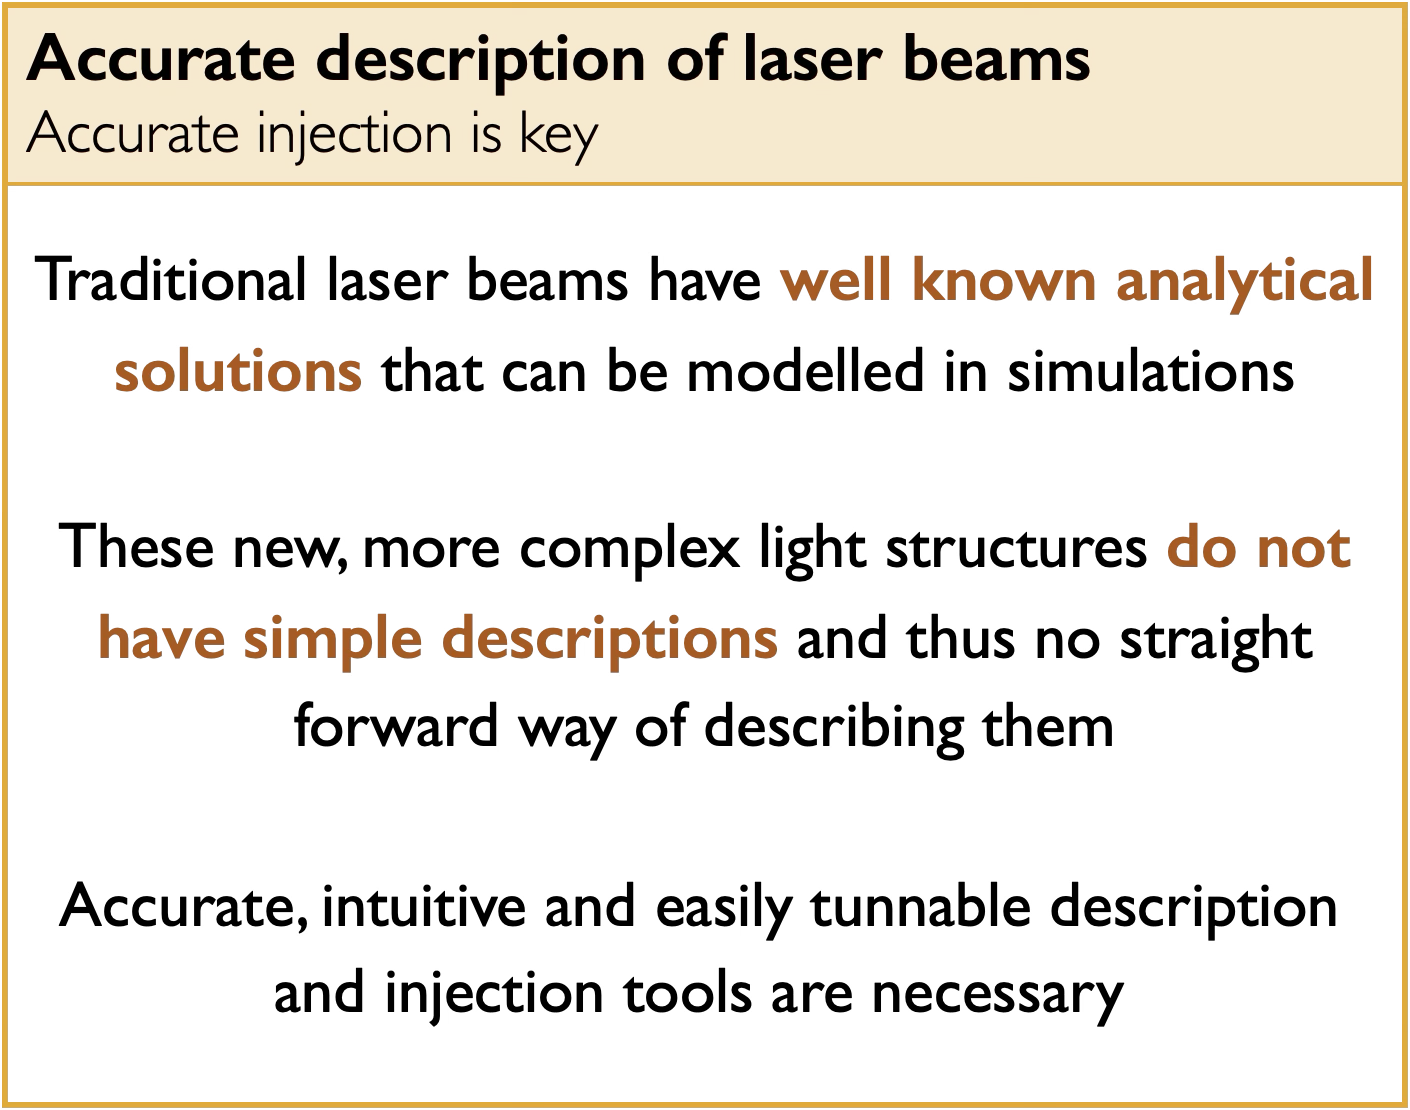 Accurate description of laser beams
Accurate injection is key
Traditional laser beams have well known analytical
solutions that can be modelled in simulations
These new, more complex light structures do not
have simple descriptions and thus no straight
forward way of describing them
Accurate, intuitive and easily tunnable description
and injection tools are necessary